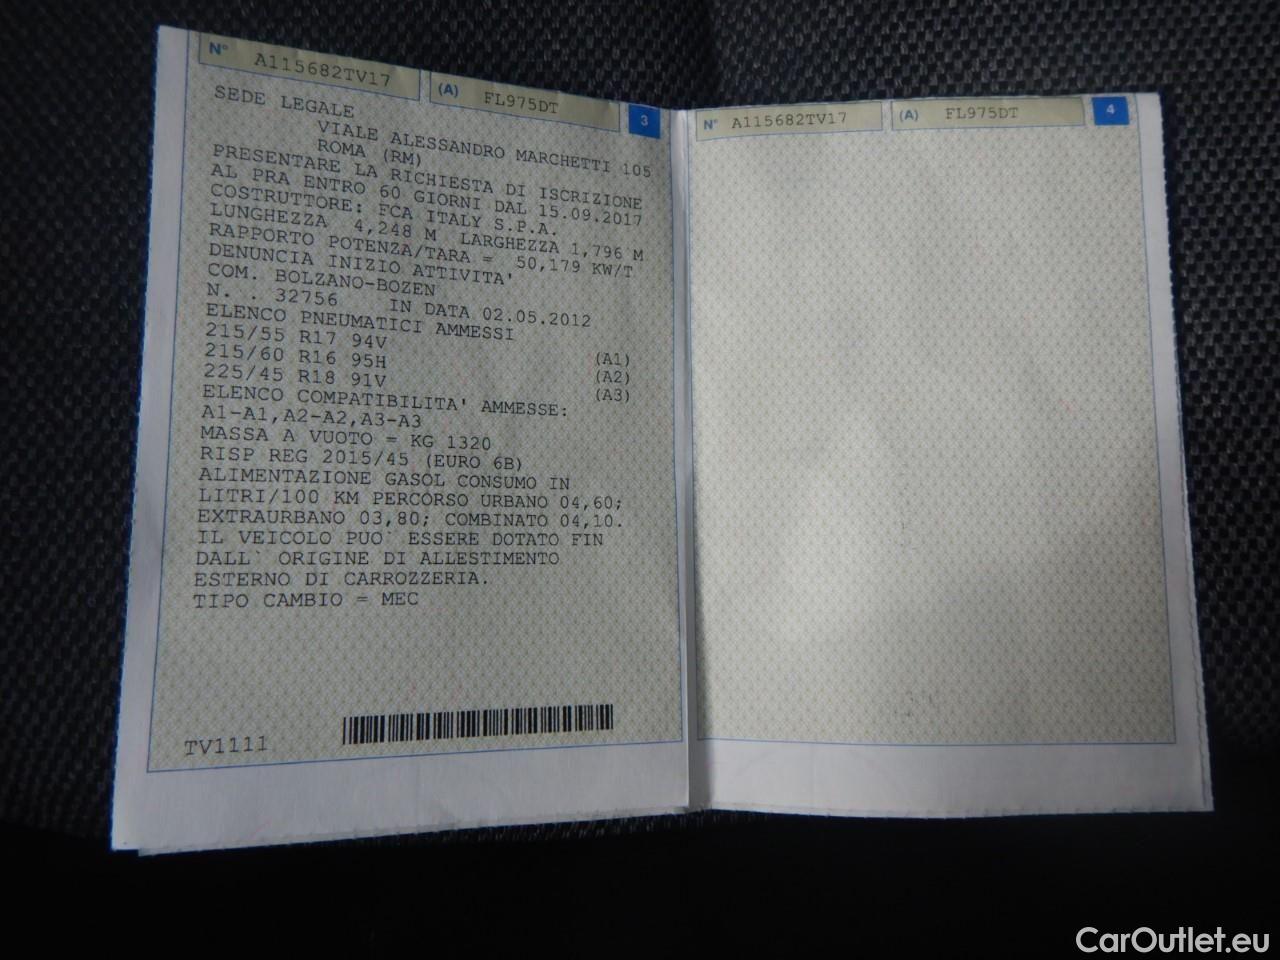 N° A115682TV17 (A) FL975DT 3
SEDE LEGALE
VIALE ALESSANDRO MARCHETTI 105
ROMA (RM)
PRESENTARE LA RICHIESTA DI ISCRIZIONE
AL PRA ENTRO 60 GIORNI DAL 15.09.2017
COSTRUTTORE: FCA ITALY S.P.A.
LUNGHEZZA 4,248 M LARGHEZZA 1,796 M
RAPPORTO POTENZA/TARA = 50,179 KW/T
DENUNCIA INIZIO ATTIVITA'
COM. BOLZANO-BOZEN
N. . 32756 IN DATA 02.05.2012
ELENCO PNEUMATICI AMMESSI
215/55 R17 94V (A1)
215/60 R16 95H (A2)
225/45 R18 91V (A3)
ELENCO COMPATIBILITA' AMMESSE:
A1-A1,A2-A2,A3-A3
MASSA A VUOTO = KG 1320
RISP REG 2015/45 (EURO 6B)
ALIMENTAZIONE GASOL CONSUMO IN
LITRI/100 KM PERCORSO URBANO 04,60;
EXTRAURBANO 03,80; COMBINATO 04,10.
IL VEICOLO PUO` ESSERE DOTATO FIN
DALL` ORIGINE DI ALLESTIMENTO
ESTERNO DI CARROZZERIA.
TIPO CAMBIO = MEC
TV1111
N° A115682TV17 (A) FL975DT 4
CarOutlet.eu